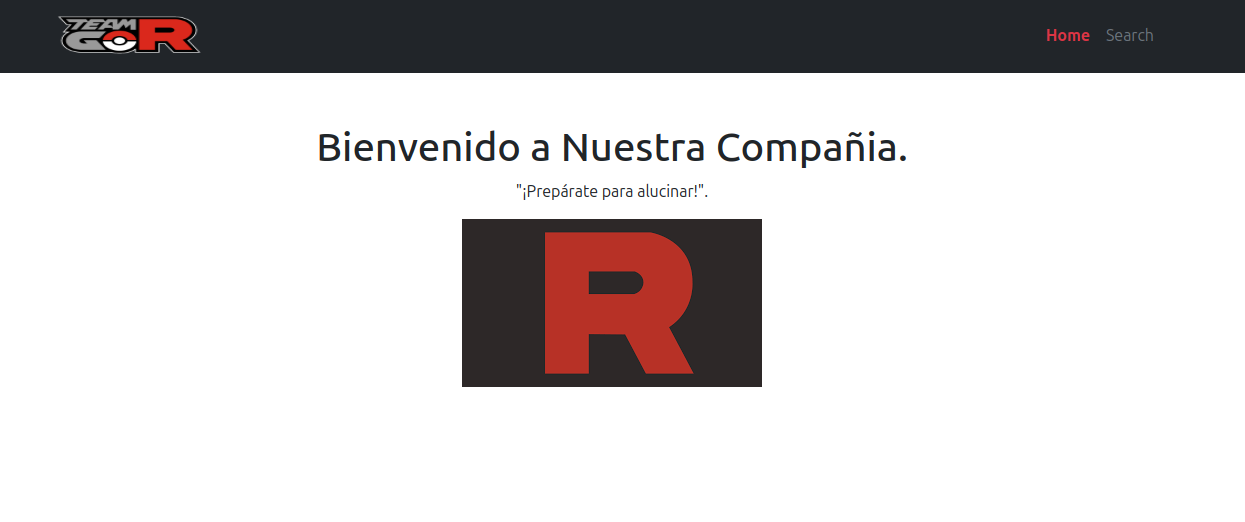 TEAM
GO R
Home Search
Bienvenido a Nuestra Compañia.
"¡Prepárate para alucinar!".
R